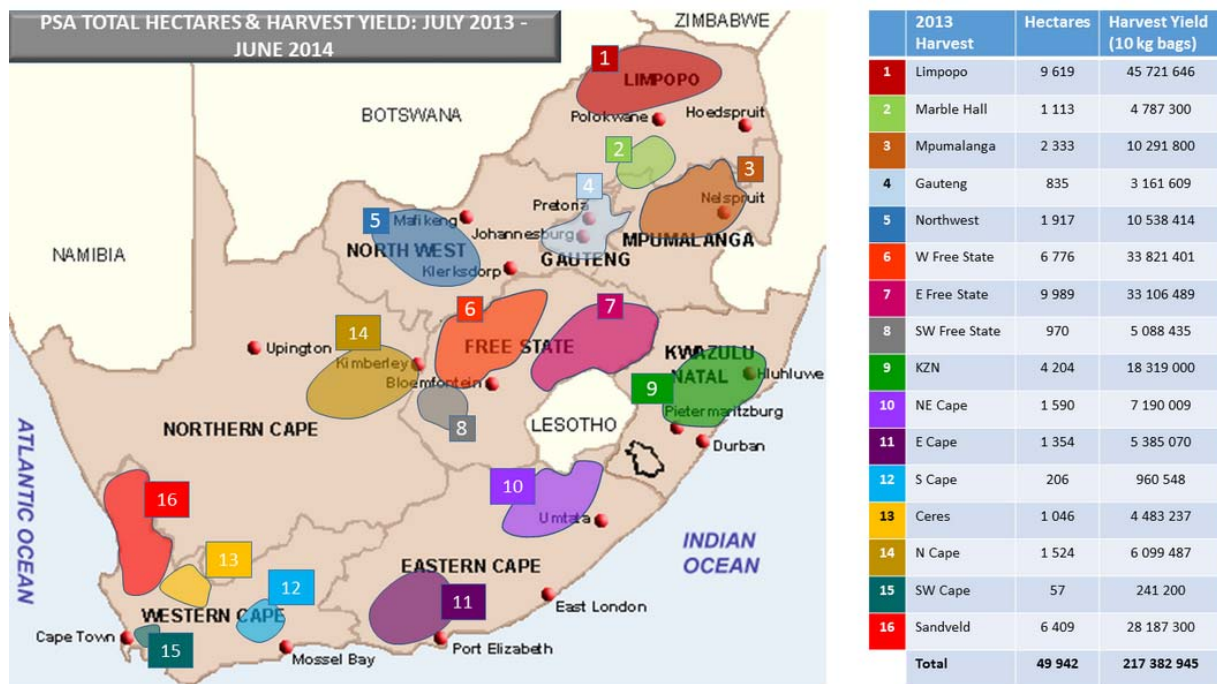 PSA TOTAL HECTARES & HARVEST YIELD: JULY 2013 -
JUNE 2014
ZIMBABWE
1
LIMPOPO
BOTSWANA
Polokwane
Hoedspruit
2
3
4
Nelspruit
Pretoria
5
Mafikeng
Johannesburg
MPUMALANGA
NORTH WEST
GAUTENG
NAMIBIA
Klerksdorp
6
7
14
FREE STATE
KWAZULU
NATAL
Upington
Kimberley
Hluhluwe
Bloemfontein
9
Pietermaritzburg
8
LESOTHO
NORTHERN CAPE
Durban
ATLANTIC OCEAN
10
16
Umtata
INDIAN
OCEAN
13
EASTERN CAPE
12
11
WESTERN CAPE
East London
Cape Town
15
Mossel Bay
Port Elizabeth
2013 Hectares Harvest Yield
Harvest (10 kg bags)
1 Limpopo 9 619 45 721 646
2 Marble Hall 1 113 4 787 300
3 Mpumalanga 2 333 10 291 800
4 Gauteng 835 3 161 609
5 Northwest 1 917 10 538 414
6 W Free State 6 776 33 821 401
7 E Free State 9 989 33 106 489
8 SW Free State 970 5 088 435
9 KZN 4 204 18 319 000
10 NE Cape 1 590 7 190 009
11 E Cape 1 354 5 385 070
12 S Cape 206 960 548
13 Ceres 1 046 4 483 237
14 N Cape 1 524 6 099 487
15 SW Cape 57 241 200
16 Sandveld 6 409 28 187 300
Total 49 942 217 382 945